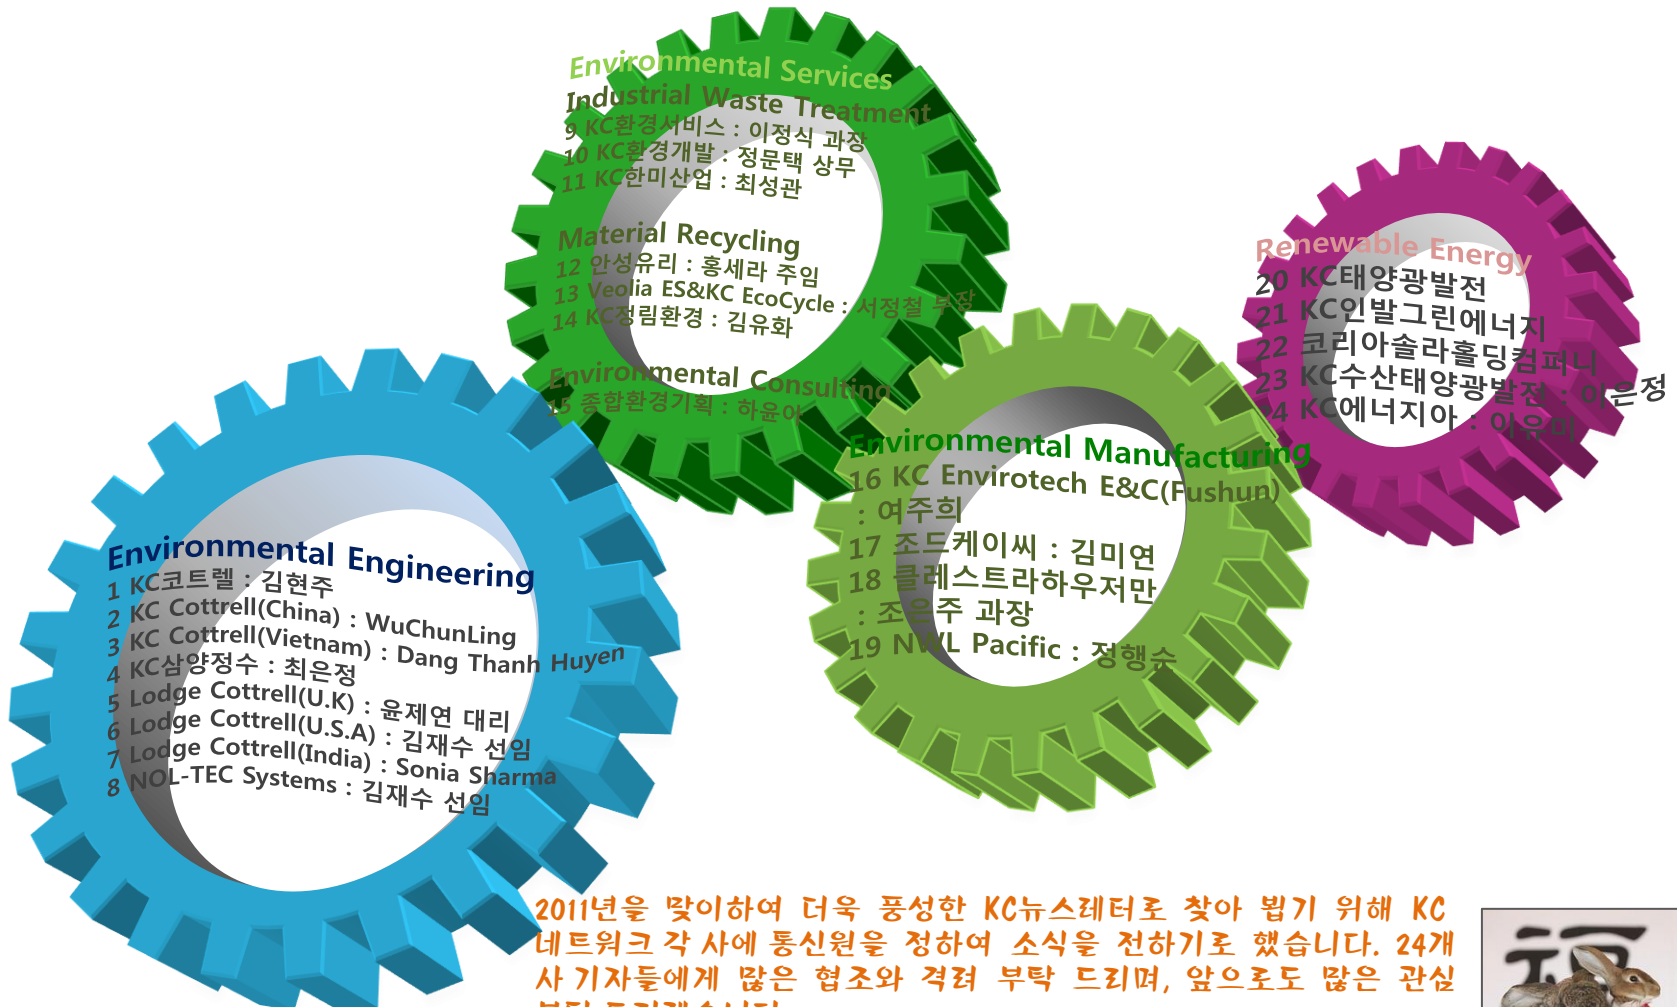 Environmental Services
Industrial Waste Treatment
9 KC환경서비스 : 이정식 과장
10 KC환경개발 : 정문택 상무
11 KC한미산업 : 최성관
Material Recycling
12 안성유리 : 홍세라 주임
13 Veolia ES&KC EcoCycle : 서정철 부장
14 KC정림환경 : 김유화
Environmental Consulting
15 종합환경기획 : 하윤아
Renewable Energy
20 KC태양광발전
21 KC인발그린에너지
22 코리아솔라홀딩컴퍼니
23 KC수산태양광발전 : 이은정
24 KC에너지아 : 이유미
Environmental Manufacturing
16 KC Envirotech E&C(Fushun)
: 여주희
17 조드케이씨 : 김미연
18 클레스트라하우저만
: 조은주 과장
19 NWL Pacific : 정행순
Environmental Engineering
1 KC코트렐 : 김현주
2 KC Cottrell(China) : WuChunLing
3 KC Cottrell(Vietnam) : Dang Thanh Huyen
4 KC삼양정수 : 최은정
5 Lodge Cottrell(U.K) : 윤제연 대리
6 Lodge Cottrell(U.S.A) : 김재수 선임
7 Lodge Cottrell(India) : Sonia Sharma
8 NOL-TEC Systems : 김재수 선임
2011년을 맞이하여 더욱 풍성한 KC뉴스레터로 찾아 뵙기 위해 KC
네트워크 각 사에 통신원을 정하여 소식을 전하기로 했습니다. 24개
사 기자들에게 많은 협조와 격려 부탁 드리며, 앞으로도 많은 관심
福